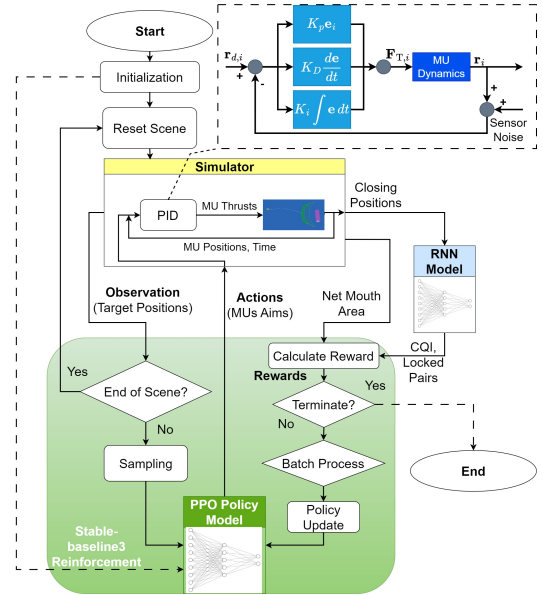 Start
Initialization
Reset Scene
K_p e_i
r_{d,i}
+
-
K_D de/dt
K_i ∫ e dt
F_{T,i}
MU
Dynamics
r_i
+
+
Sensor
Noise
Simulator
PID
MU Thrusts
MU Positions, Time
Closing
Positions
RNN
Model
Observation
(Target Positions)
Actions
(MUs Aims)
Net Mouth
Area
CQI,
Locked
Pairs
Calculate Reward
Rewards
Yes
End of Scene?
No
Sampling
Terminate?
Yes
No
Batch Process
Policy
Update
End
PPO Policy
Model
Stable-
baseline3
Reinforcement